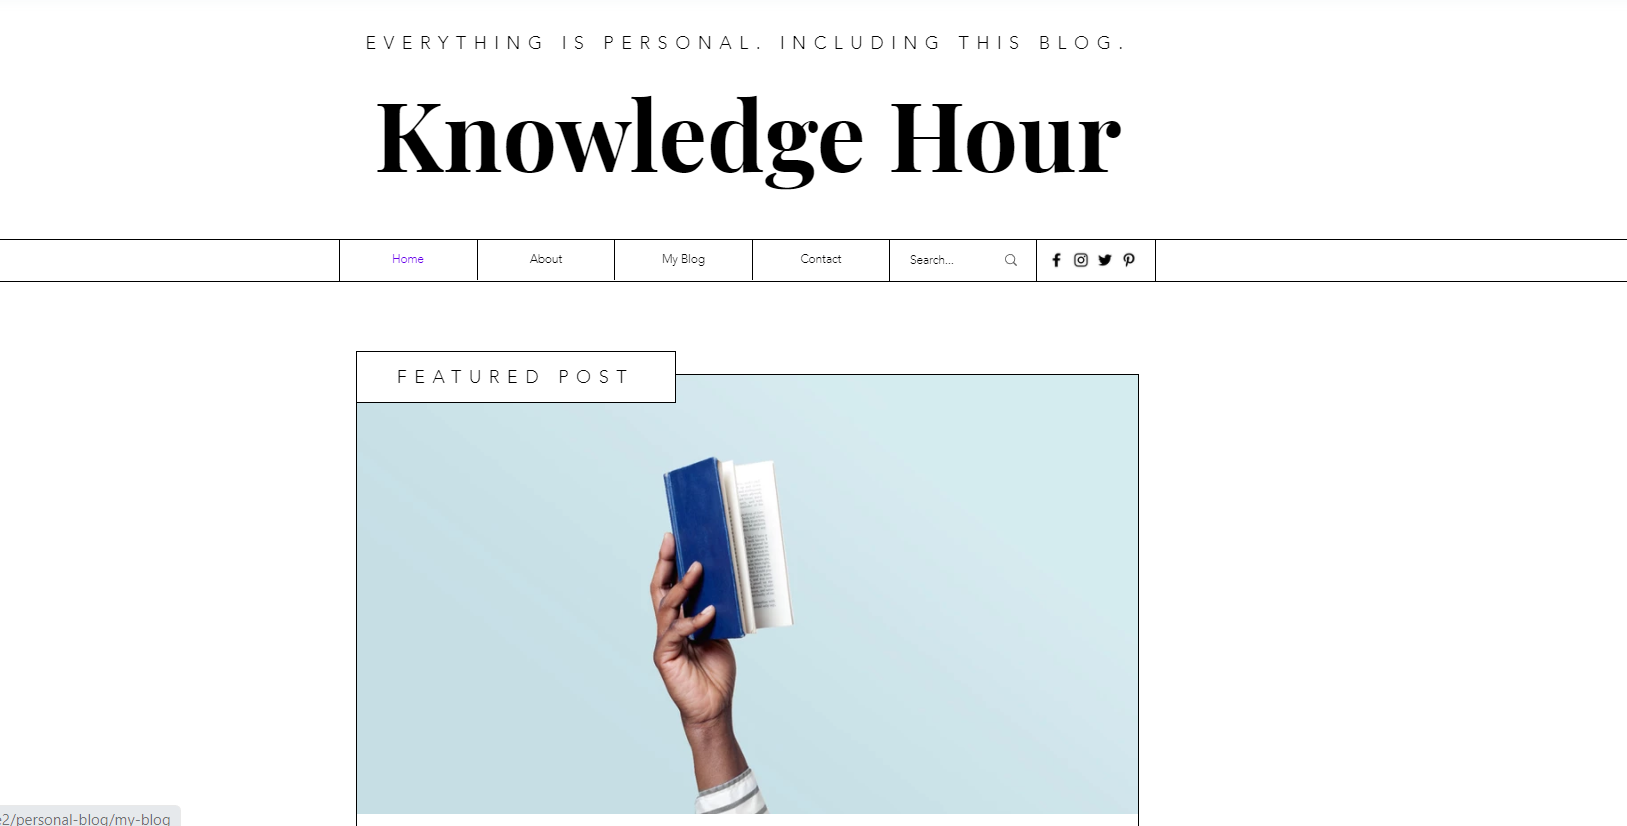 EVERYTHING IS PERSONAL. INCLUDING THIS BLOG.
Knowledge Hour
Home About My Blog Contact Search...
FEATURED POST
2/personal-blog/my-blog